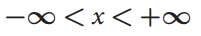 −∞ < x < +∞